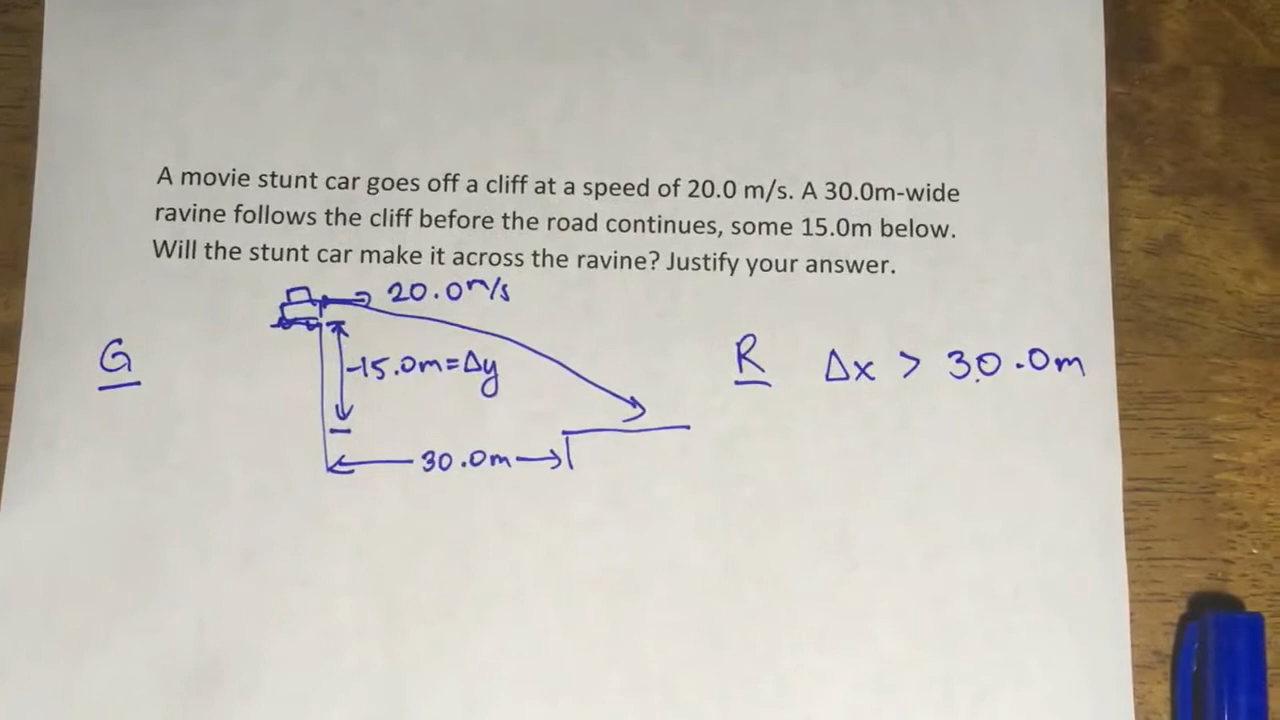 A movie stunt car goes off a cliff at a speed of 20.0 m/s. A 30.0m-wide
ravine follows the cliff before the road continues, some 15.0m below.
Will the stunt car make it across the ravine? Justify your answer.
20.0m/s
G
-15.0m=Δy
R Δx > 30.0m
30.0m